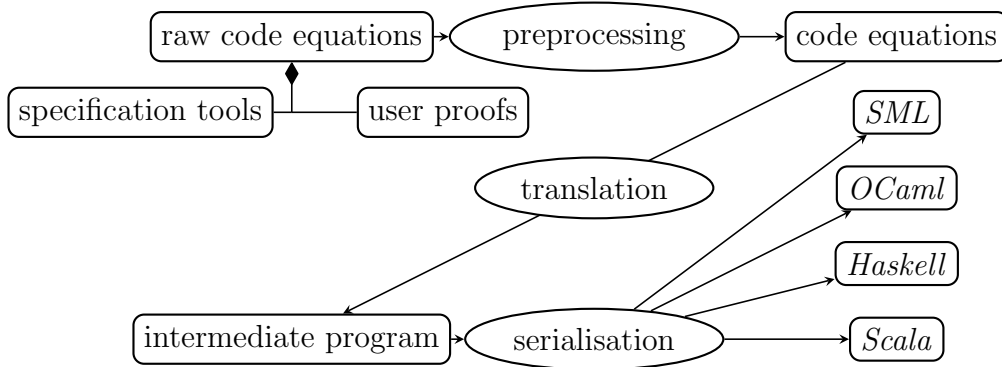 raw code equations
preprocessing
code equations
specification tools
user proofs
SML
translation
OCaml
Haskell
intermediate program
serialisation
Scala